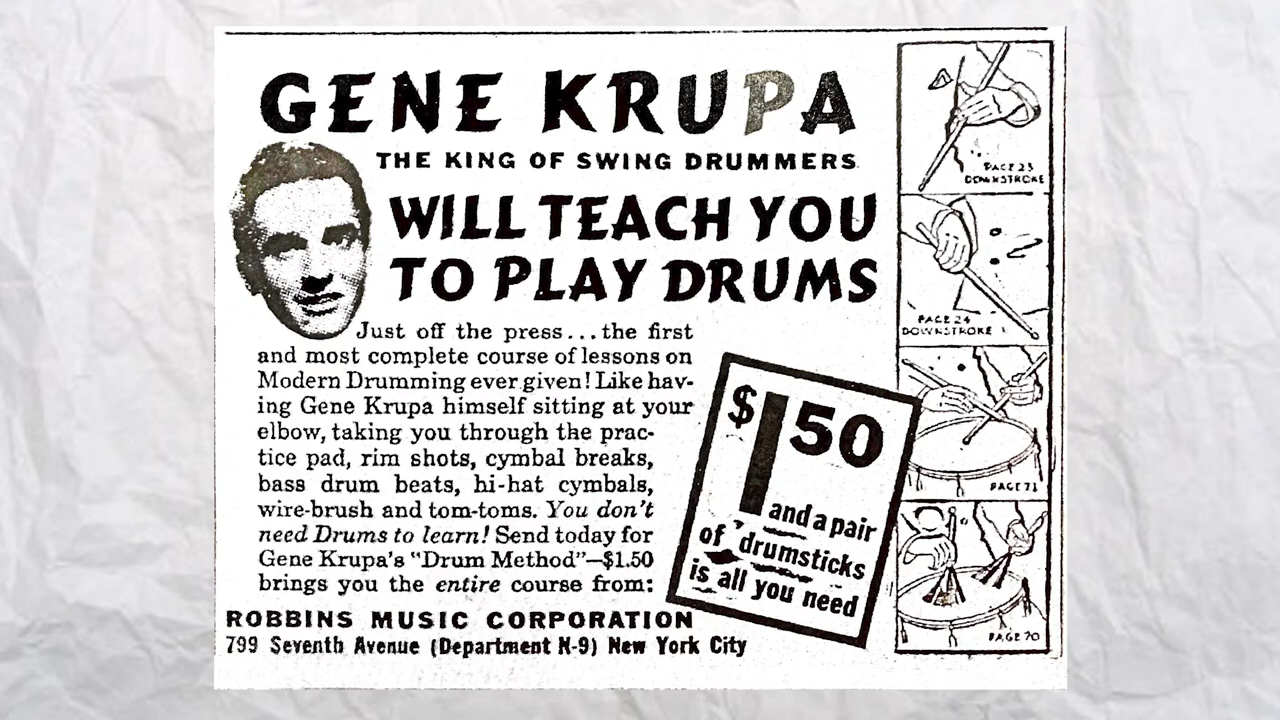 GENE KRUPA
THE KING OF SWING DRUMMERS
WILL TEACH YOU
TO PLAY DRUMS
Just off the press...the first
and most complete course of lessons on
Modern Drumming ever given! Like hav-
ing Gene Krupa himself sitting at your
elbow, taking you through the prac-
tice pad, rim shots, cymbal breaks,
bass drum beats, hi-hat cymbals,
wire-brush and tom-toms. You don't
need Drums to learn! Send today for
Gene Krupa's "Drum Method"—$1.50
brings you the entire course from:
ROBBINS MUSIC CORPORATION
799 Seventh Avenue (Department N-9) New York City
$1.50
and a pair
of drumsticks
is all you need
PAGE 23
DOWNSTROKE
PAGE 24
DOWNSTROKE
PAGE 71
PAGE 70